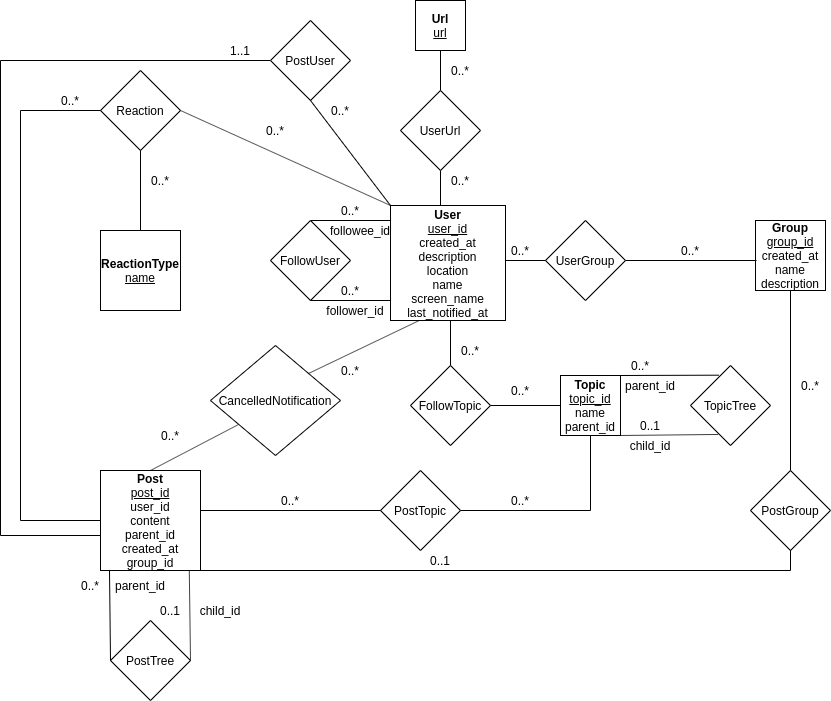 Url
url
1..1
PostUser
0..*
0..*
Reaction
0..*
0..*
UserUrl
0..*
0..*
0..*
ReactionType
name
0..*
followee_id
FollowUser
0..*
follower_id
User
user_id
created_at
description
location
name
screen_name
last_notified_at
0..*
UserGroup
0..*
Group
group_id
created_at
name
description
0..*
0..*
CancelledNotification
0..*
FollowTopic
0..*
Topic
topic_id
name
parent_id
0..*
parent_id
TopicTree
0..1
child_id
0..*
Post
post_id
user_id
content
parent_id
created_at
group_id
0..*
PostTopic
0..*
PostGroup
0..1
0..*
parent_id
0..1
child_id
PostTree